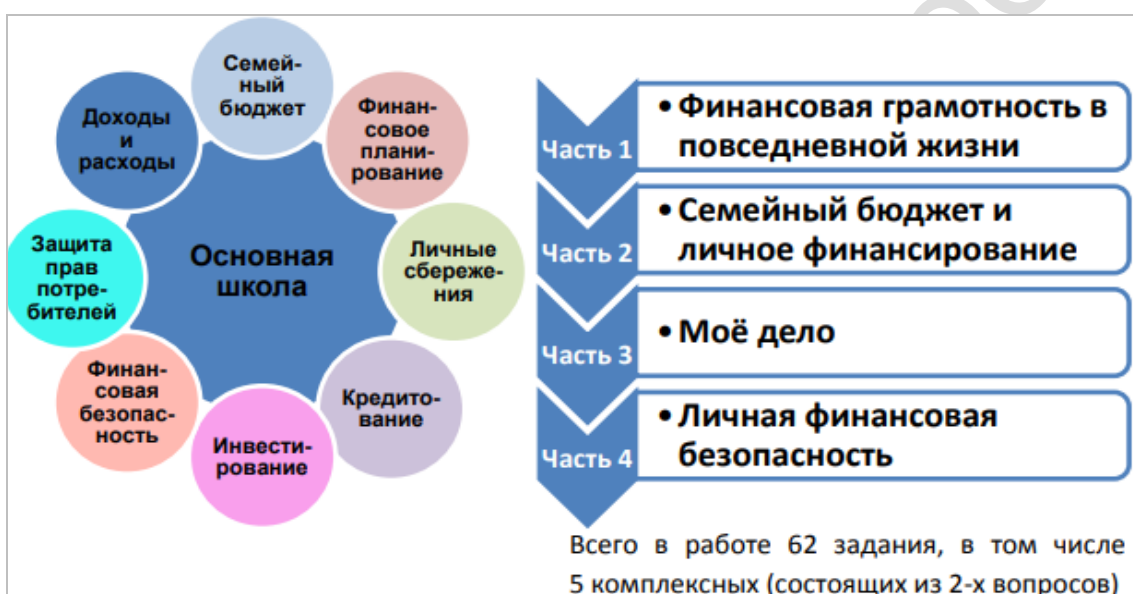 Семей-
ный
бюджет
Финан-
совое
плани-
рование
Личные
сбереже-
ния
Кредито-
вание
Инвести-
рование
Финан-
совая
безопас-
ность
Защита
прав
потре-
бителей
Доходы
и
расходы
Основная
школа
Часть 1
• Финансовая грамотность в
повседневной жизни
Часть 2
• Семейный бюджет и
личное финансирование
Часть 3
• Моё дело
Часть 4
• Личная финансовая
безопасность
Всего в работе 62 задания, в том числе
5 комплексных (состоящих из 2-х вопросов)